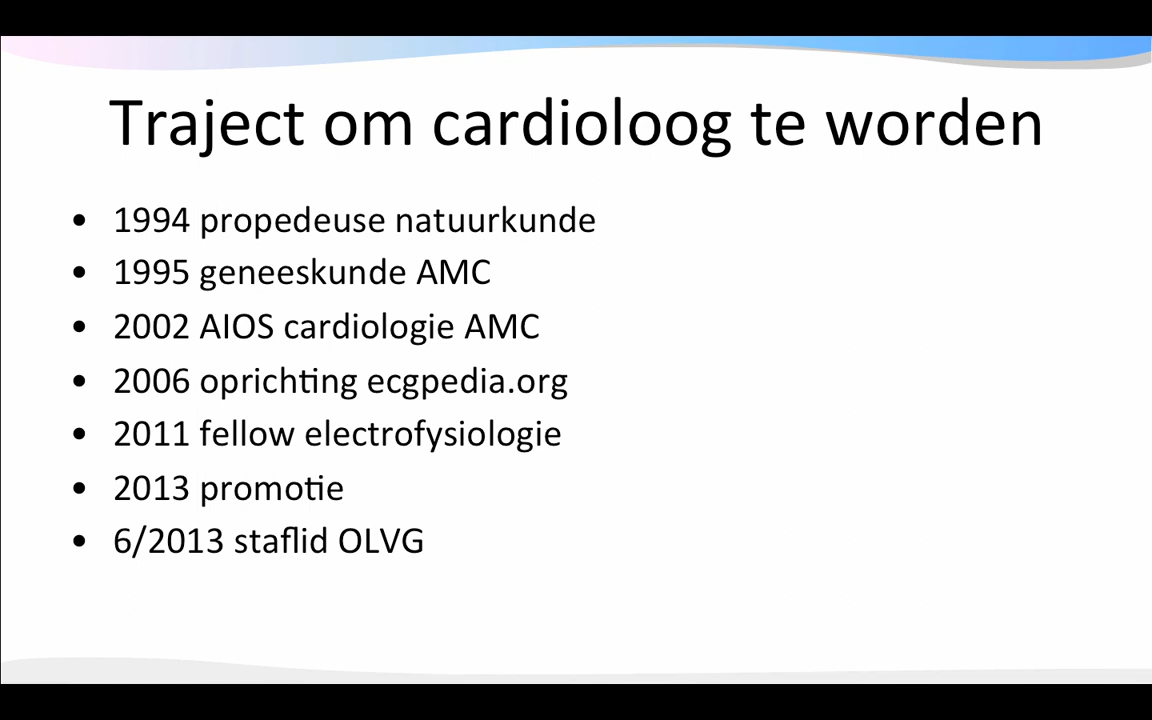 Traject om cardioloog te worden
• 1994 propedeuse natuurkunde
• 1995 geneeskunde AMC
• 2002 AIOS cardiologie AMC
• 2006 oprichting ecgpedia.org
• 2011 fellow electrofysiologie
• 2013 promotie
• 6/2013 staflid OLVG